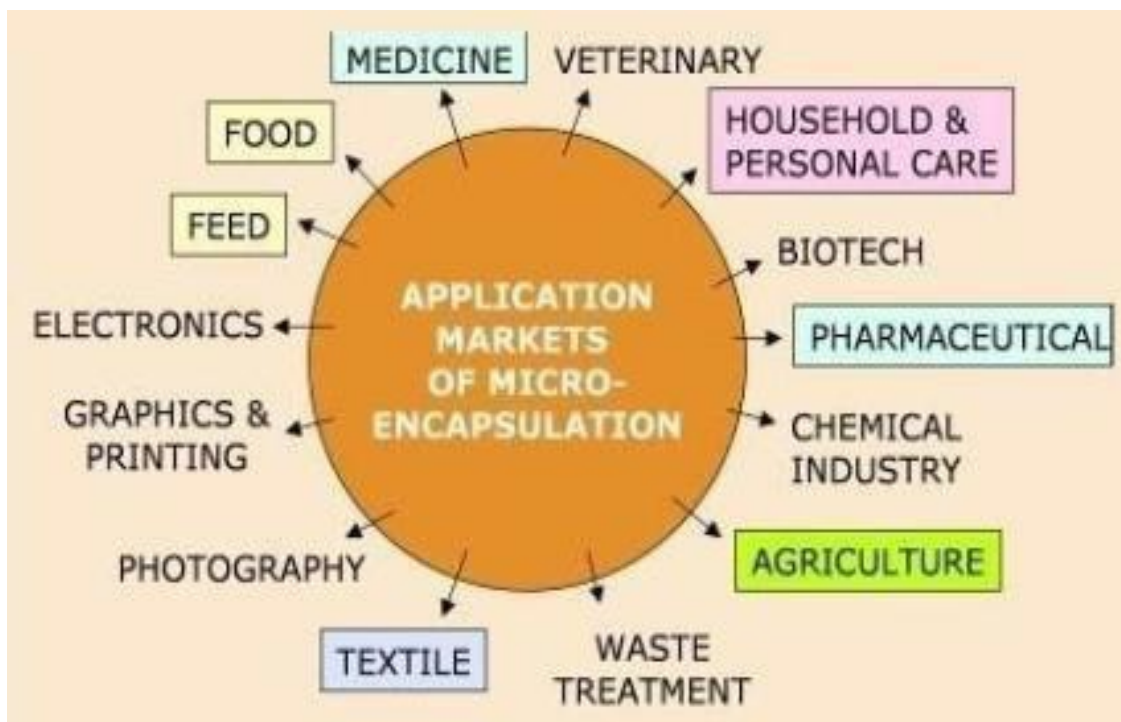 MEDICINE
VETERINARY
HOUSEHOLD &
PERSONAL CARE
BIOTECH
PHARMACEUTICAL
CHEMICAL
INDUSTRY
AGRICULTURE
WASTE
TREATMENT
TEXTILE
PHOTOGRAPHY
GRAPHICS &
PRINTING
ELECTRONICS
FEED
FOOD
APPLICATION
MARKETS
OF MICRO-
ENCAPSULATION